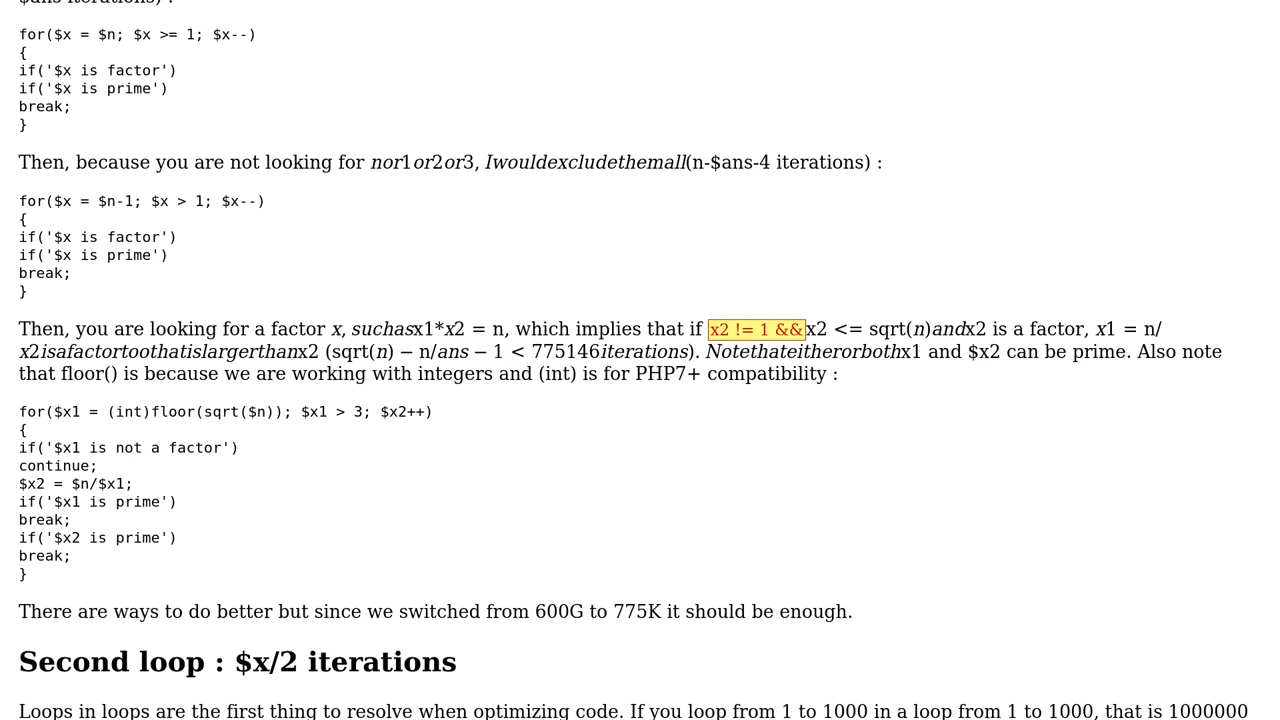 for($x = $n; $x >= 1; $x--)
{
if('$x is factor')
if('$x is prime')
break;
}
Then, because you are not looking for nor1or2or3, Iwouldexcludethemall(n-$ans-4 iterations) :
for($x = $n-1; $x > 1; $x--)
{
if('$x is factor')
if('$x is prime')
break;
}
Then, you are looking for a factor x, suchasx1*x2 = n, which implies that if x2 != 1 &&x2 <= sqrt(n)andx2 is a factor, x1 = n/
x2isafactortoothatislargerthanx2 (sqrt(n) − n/ans − 1 < 775146iterations). Notethateitherorbothx1 and $x2 can be prime. Also note
that floor() is because we are working with integers and (int) is for PHP7+ compatibility :
for($x1 = (int)floor(sqrt($n)); $x1 > 3; $x2++)
{
if('$x1 is not a factor')
continue;
$x2 = $n/$x1;
if('$x1 is prime')
break;
if('$x2 is prime')
break;
}
There are ways to do better but since we switched from 600G to 775K it should be enough.
Second loop : $x/2 iterations
Loops in loops are the first thing to resolve when optimizing code. If you loop from 1 to 1000 in a loop from 1 to 1000, that is 1000000